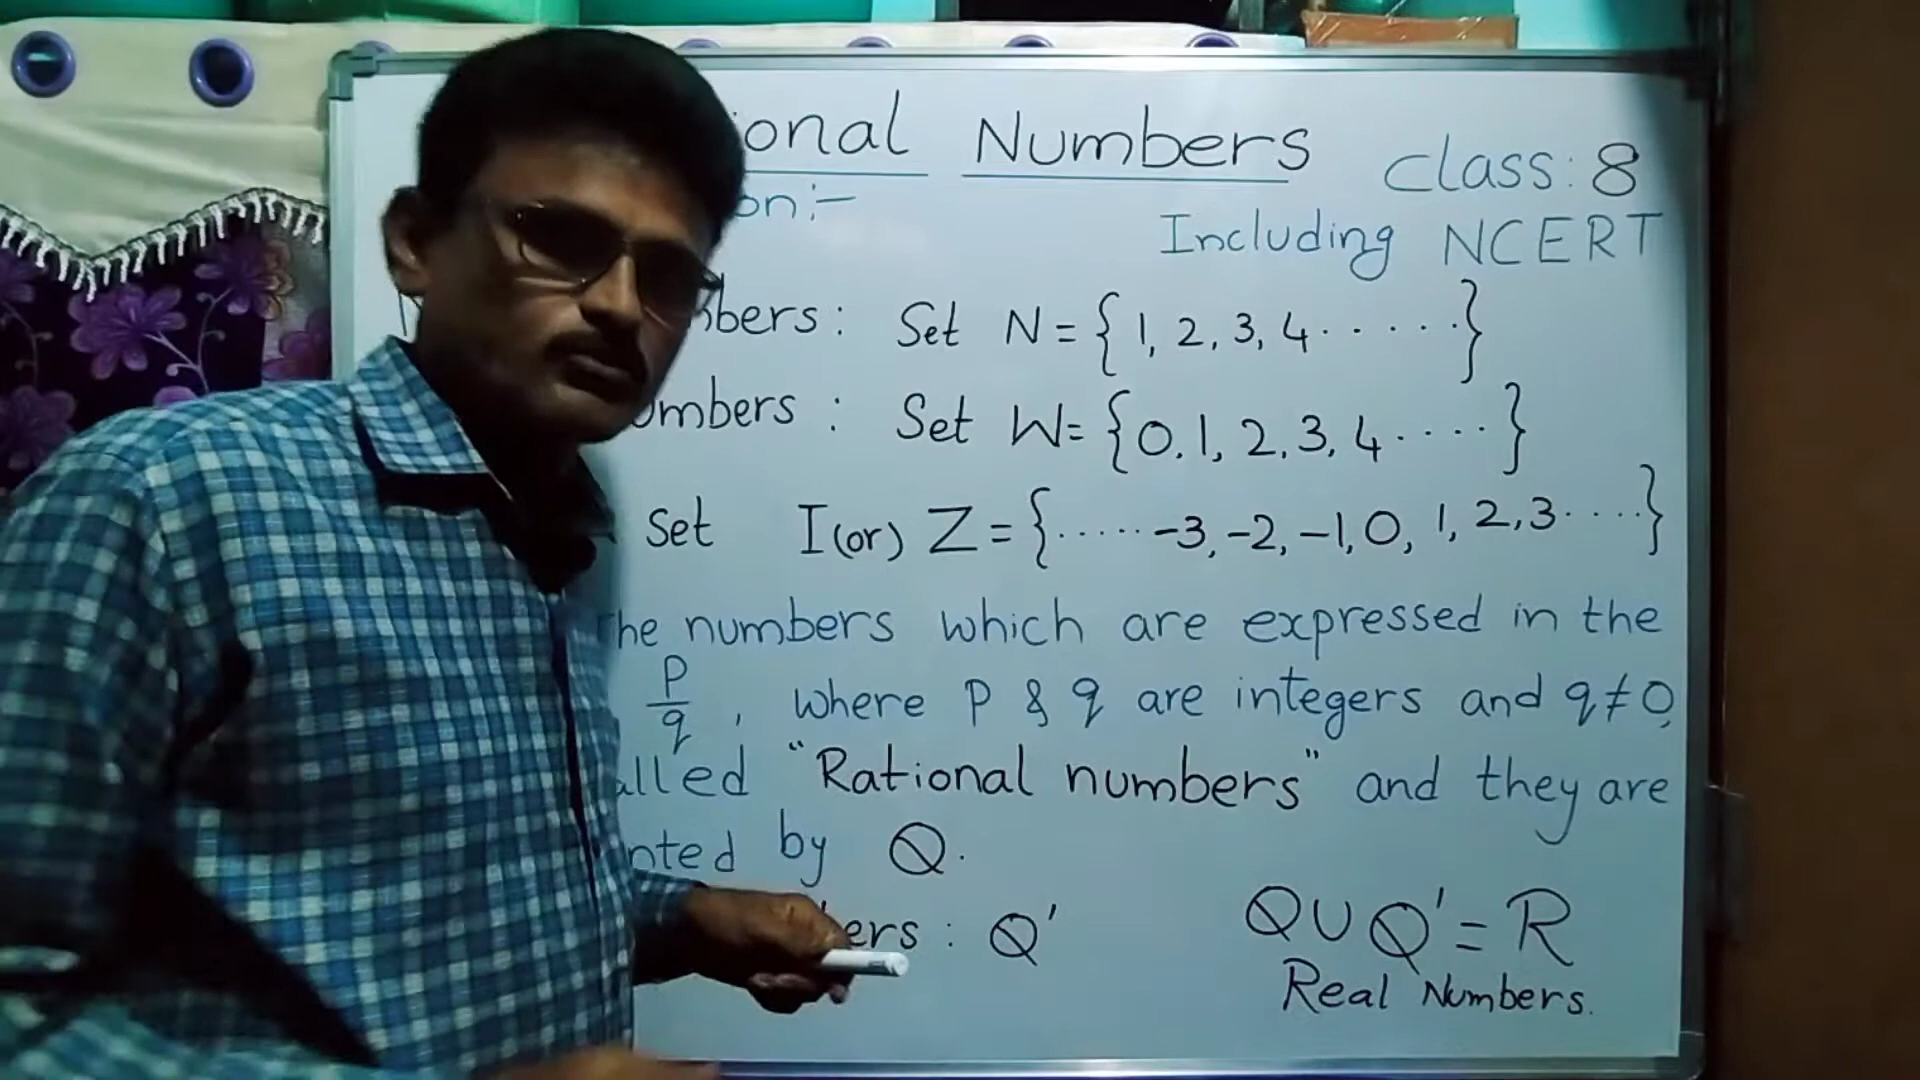 ional Numbers Class: 8
on:-
Including NCERT
bers: Set N = { 1, 2, 3, 4 . . . . . . }
umbers : Set W = { 0, 1, 2, 3, 4 . . . . . }
Set I (or) Z = { . . . . . . -3, -2, -1, 0, 1, 2, 3 . . . . . }
he numbers which are expressed in the
p/q , where p & q are integers and q ≠ 0,
alled "Rational numbers" and they are
nted by Q.
ers : Q'
Q ∪ Q' = R
Real Numbers.